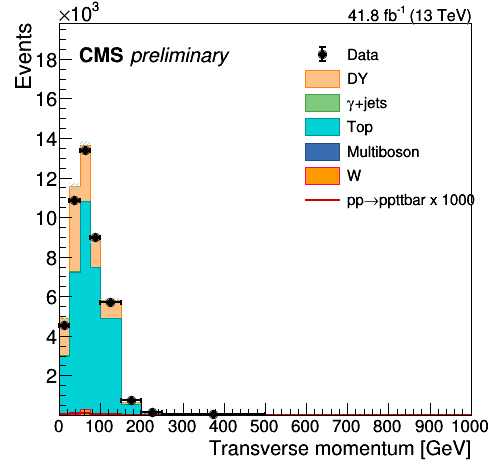 ×10³
41.8 fb⁻¹ (13 TeV)
Events
CMS preliminary
Data
DY
γ+jets
Top
Multiboson
W
pp→ppttbar x 1000
18
16
14
12
10
8
6
4
2
0 100 200 300 400 500 600 700 800 900 1000
Transverse momentum [GeV]